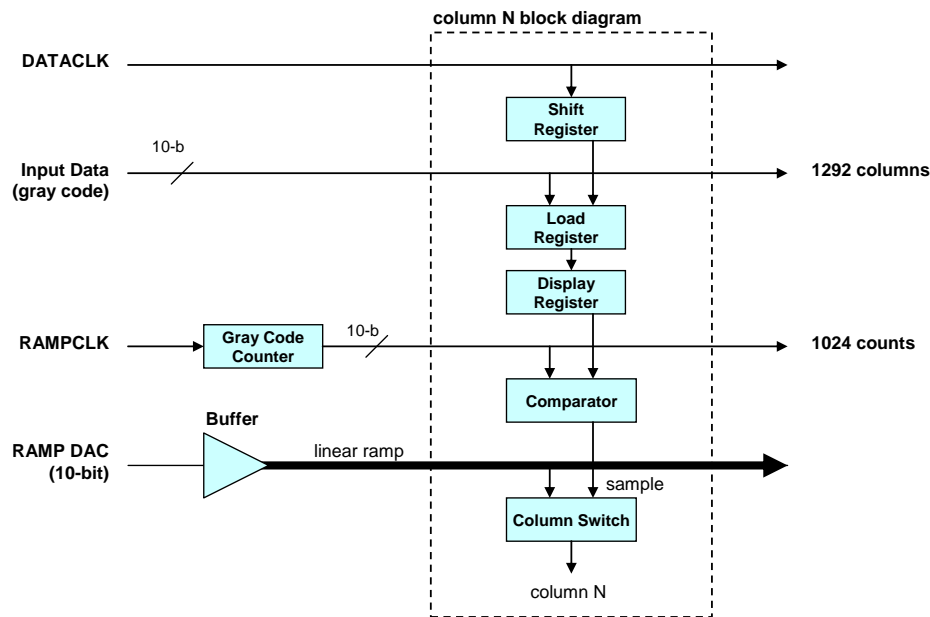 column N block diagram
DATACLK
Shift
Register
10-b
Input Data
(gray code)
1292 columns
Load
Register
Display
Register
RAMPCLK
Gray Code
Counter
10-b
1024 counts
Comparator
Buffer
RAMP DAC
(10-bit)
linear ramp
sample
Column Switch
column N